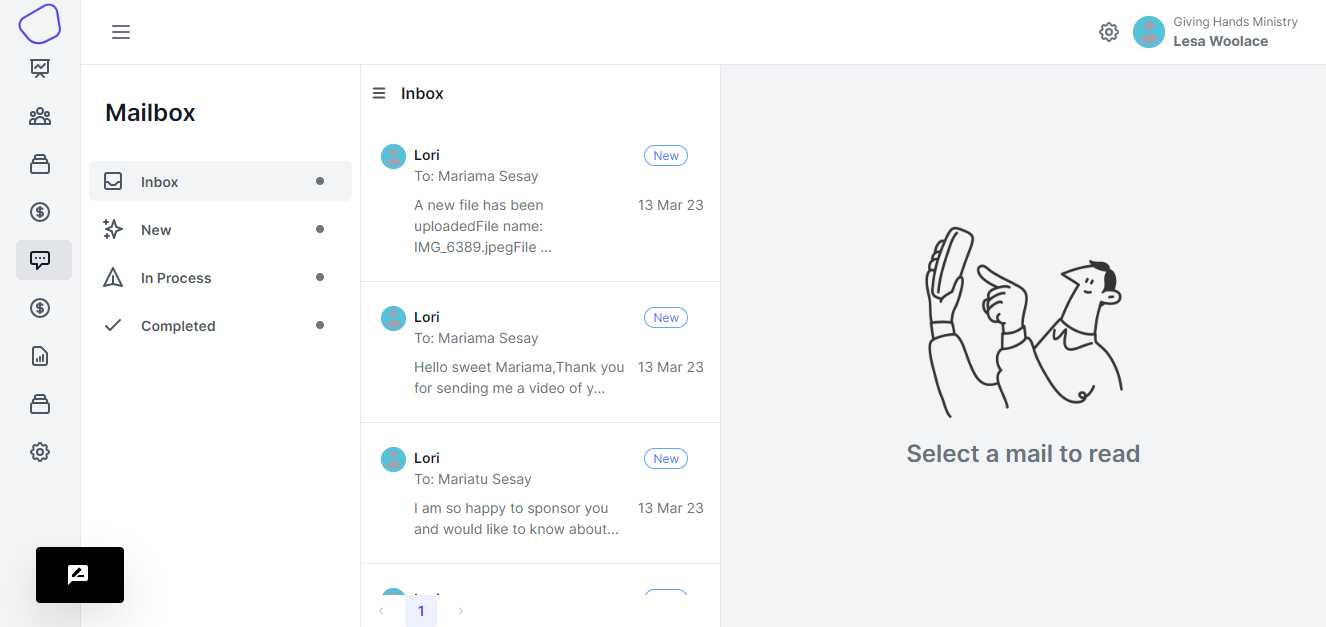 Giving Hands Ministry
Lesa Woolace
Mailbox
Inbox
New
In Process
Completed
Inbox
Lori
New
To: Mariama Sesay
A new file has been
13 Mar 23
uploadedFile name:
IMG_6389.jpegFile ...
Lori
New
To: Mariama Sesay
Hello sweet Mariama,Thank you
13 Mar 23
for sending me a video of y...
Lori
New
To: Mariatu Sesay
I am so happy to sponsor you
13 Mar 23
and would like to know about...
1
Select a mail to read